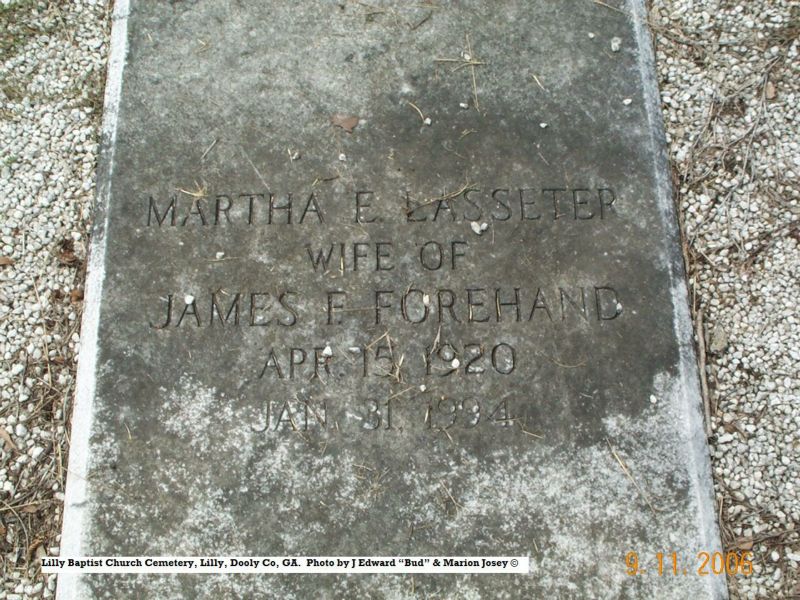 MARTHA E. LASSETER
WIFE OF
JAMES F. FOREHAND
APR. 15, 1920
JAN. 31, 1994
Lilly Baptist Church Cemetery, Lilly, Dooly Co, GA. Photo by J Edward “Bud” & Marion Josey ©
9. 11. 2006